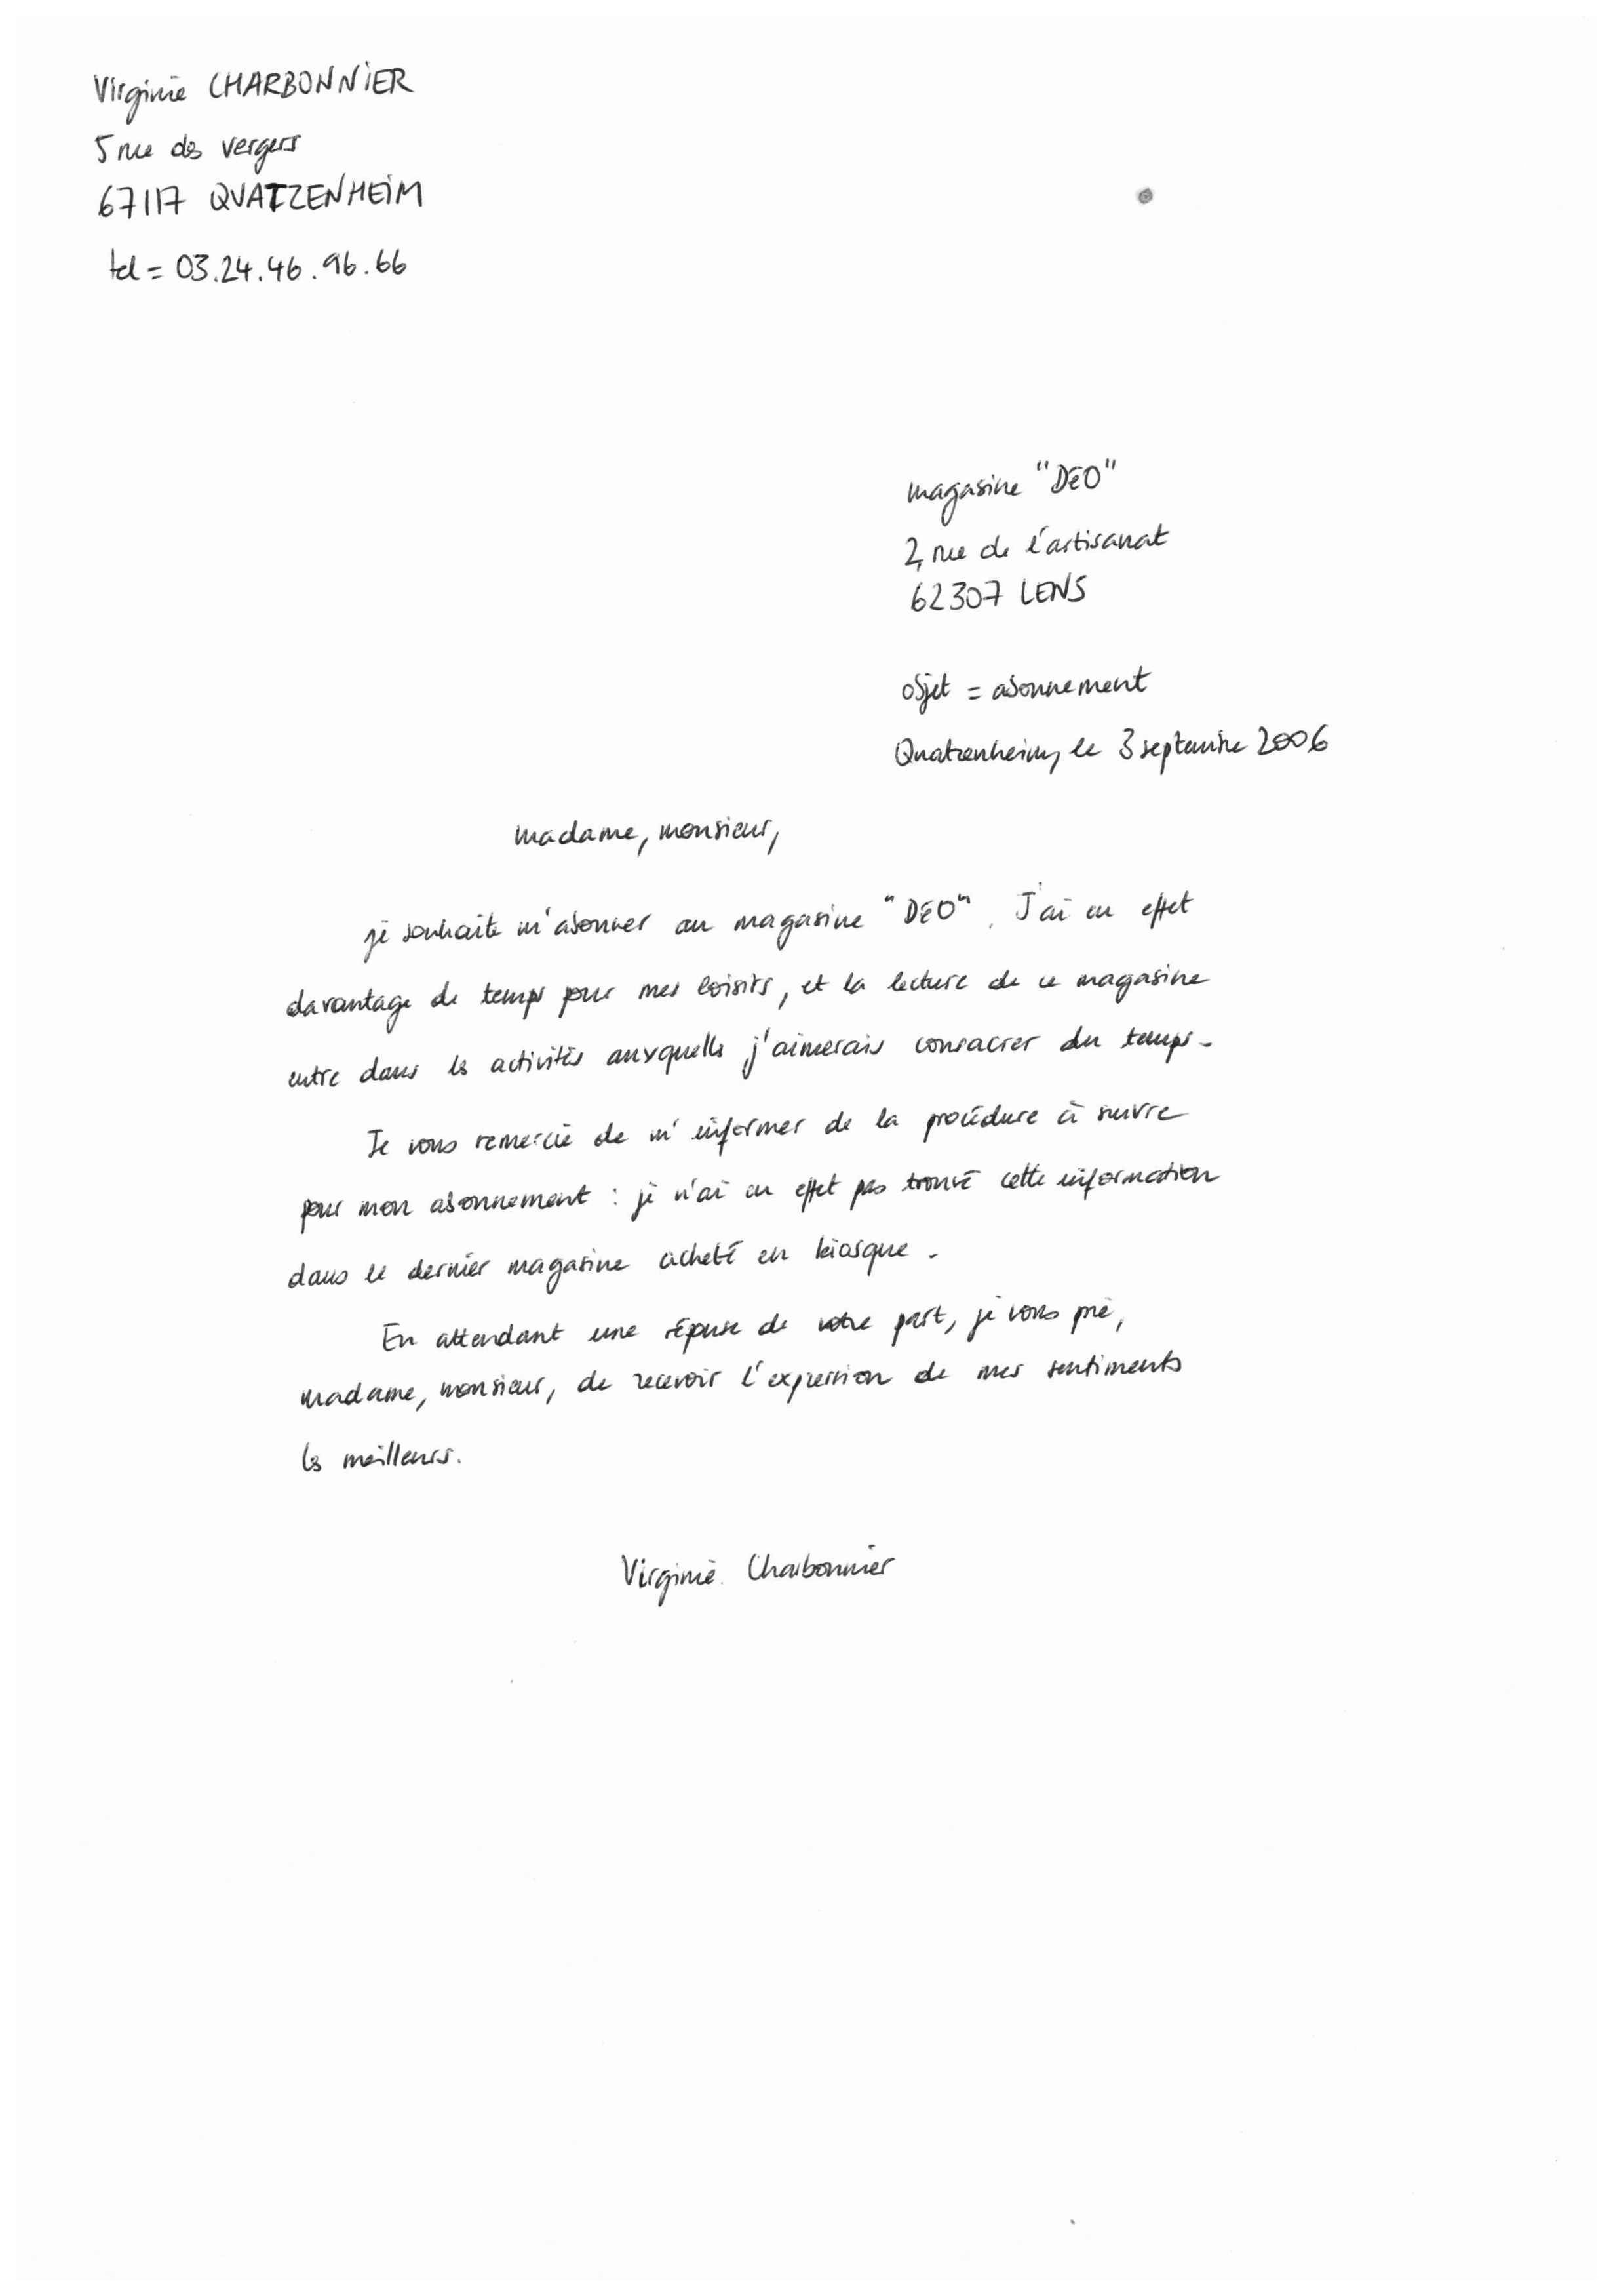 Virginie CHARBONNIER
5 rue des vergers
67117 QUATZENHEIM
tel = 03.24.46.96.66
magasine "DEO"
2, rue de l'artisanat
62307 LENS
objet = abonnement
Quatzenheim, le 3 septembre 2006
madame, monsieur,
je souhaite m'abonner au magasine "DEO". J'ai en effet
davantage de temps pour mes loisirs, et la lecture de ce magasine
entre dans les activités auxquelles j'aimerais consacrer du temps.
Je vous remercie de m'informer de la procédure à suivre
pour mon abonnement : je n'ai en effet pas trouvé cette information
dans le dernier magasine acheté en kiosque.
En attendant une réponse de votre part, je vous prie,
madame, monsieur, de recevoir l'expression de mes sentiments
les meilleurs.
Virginie Charbonnier